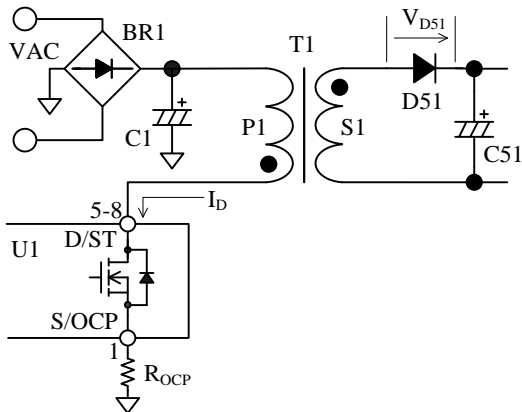 VAC
BR1
C1
T1
P1
S1
V_D51
D51
C51
5-8
D/ST
I_D
U1
S/OCP
1
R_OCP